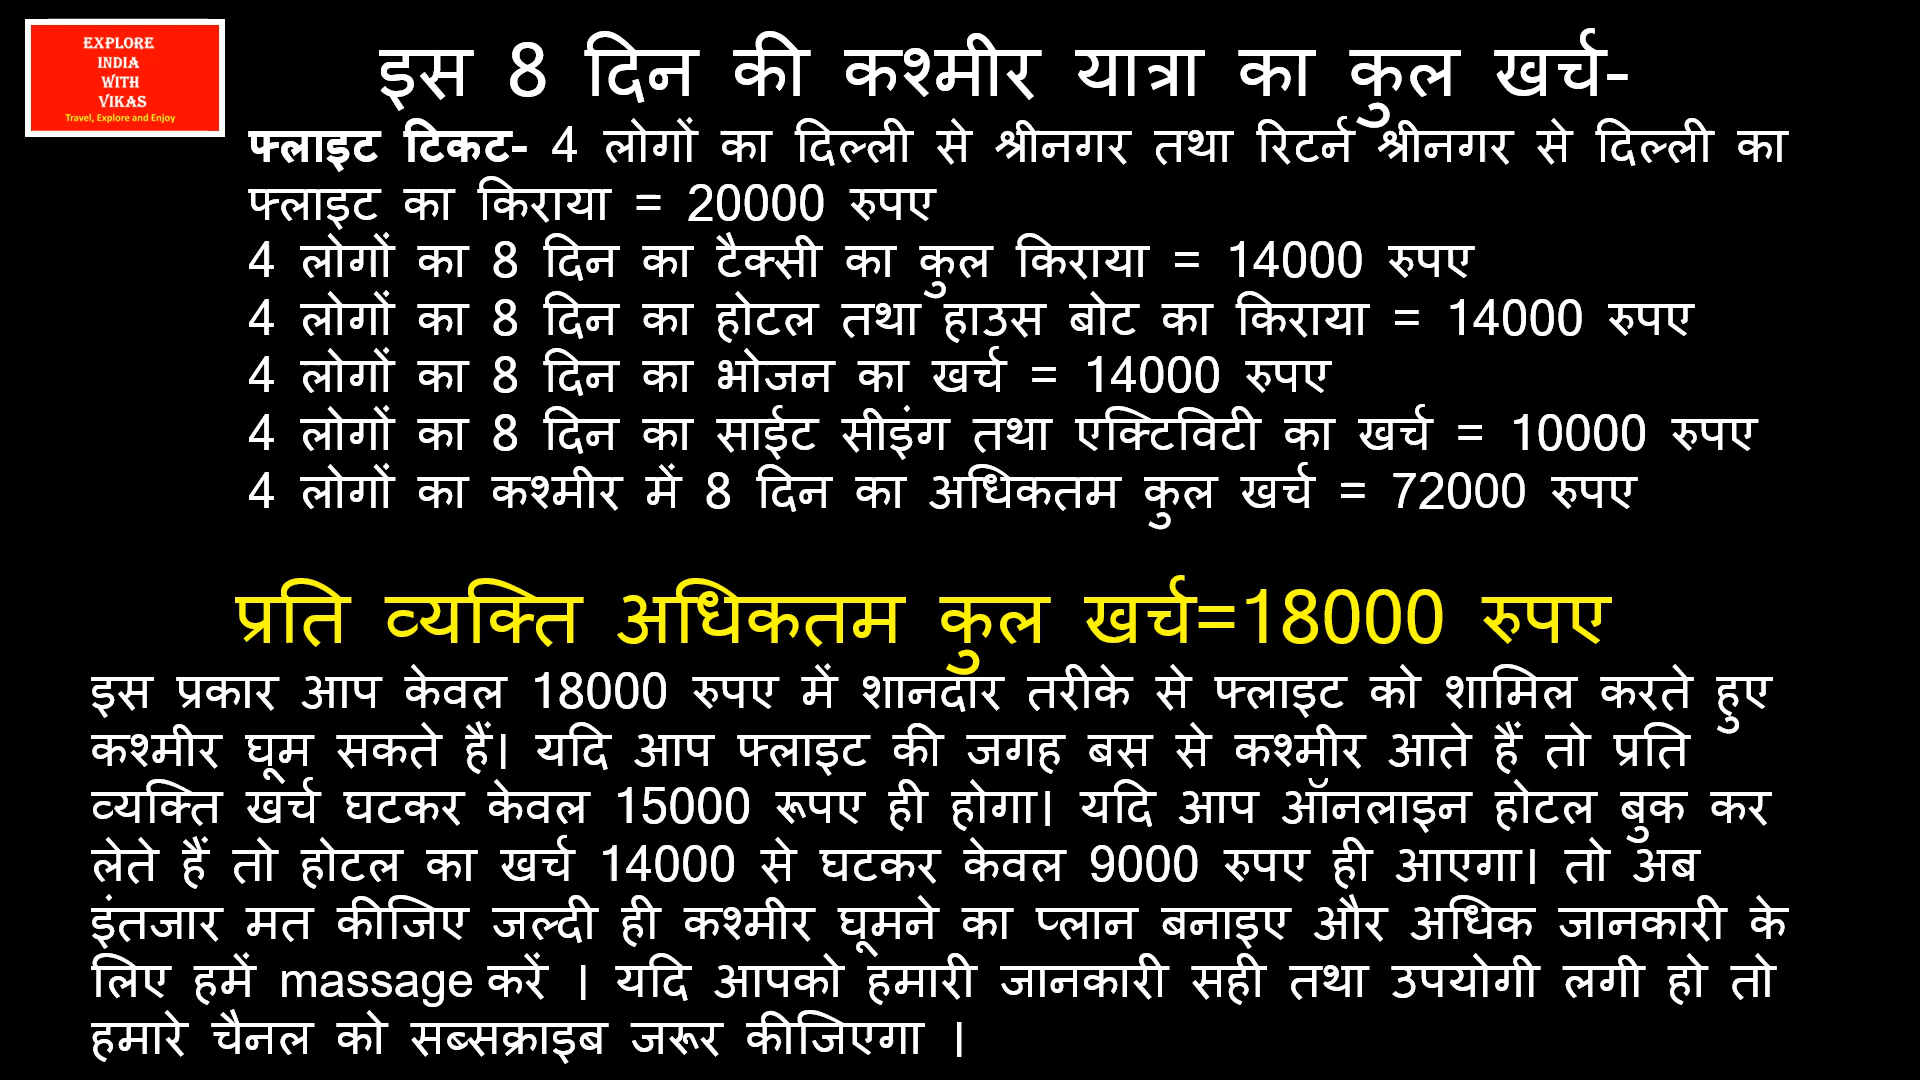 EXPLORE
INDIA
WITH
VIKAS
Travel, Explore and Enjoy
इस 8 दिन की कश्मीर यात्रा का कुल खर्च-
फ्लाइट टिकट- 4 लोगों का दिल्ली से श्रीनगर तथा रिटर्न श्रीनगर से दिल्ली का
फ्लाइट का किराया = 20000 रुपए
4 लोगों का 8 दिन का टैक्सी का कुल किराया = 14000 रुपए
4 लोगों का 8 दिन का होटल तथा हाउस बोट का किराया = 14000 रुपए
4 लोगों का 8 दिन का भोजन का खर्च = 14000 रुपए
4 लोगों का 8 दिन का साईट सीइंग तथा एक्टिविटी का खर्च = 10000 रुपए
4 लोगों का कश्मीर में 8 दिन का अधिकतम कुल खर्च = 72000 रुपए
प्रति व्यक्ति अधिकतम कुल खर्च=18000 रुपए
इस प्रकार आप केवल 18000 रुपए में शानदार तरीके से फ्लाइट को शामिल करते हुए
कश्मीर घूम सकते हैं। यदि आप फ्लाइट की जगह बस से कश्मीर आते हैं तो प्रति
व्यक्ति खर्च घटकर केवल 15000 रूपए ही होगा। यदि आप ऑनलाइन होटल बुक कर
लेते हैं तो होटल का खर्च 14000 से घटकर केवल 9000 रुपए ही आएगा। तो अब
इंतजार मत कीजिए जल्दी ही कश्मीर घूमने का प्लान बनाइए और अधिक जानकारी के
लिए हमें massage करें । यदि आपको हमारी जानकारी सही तथा उपयोगी लगी हो तो
हमारे चैनल को सब्सक्राइब जरूर कीजिएगा ।